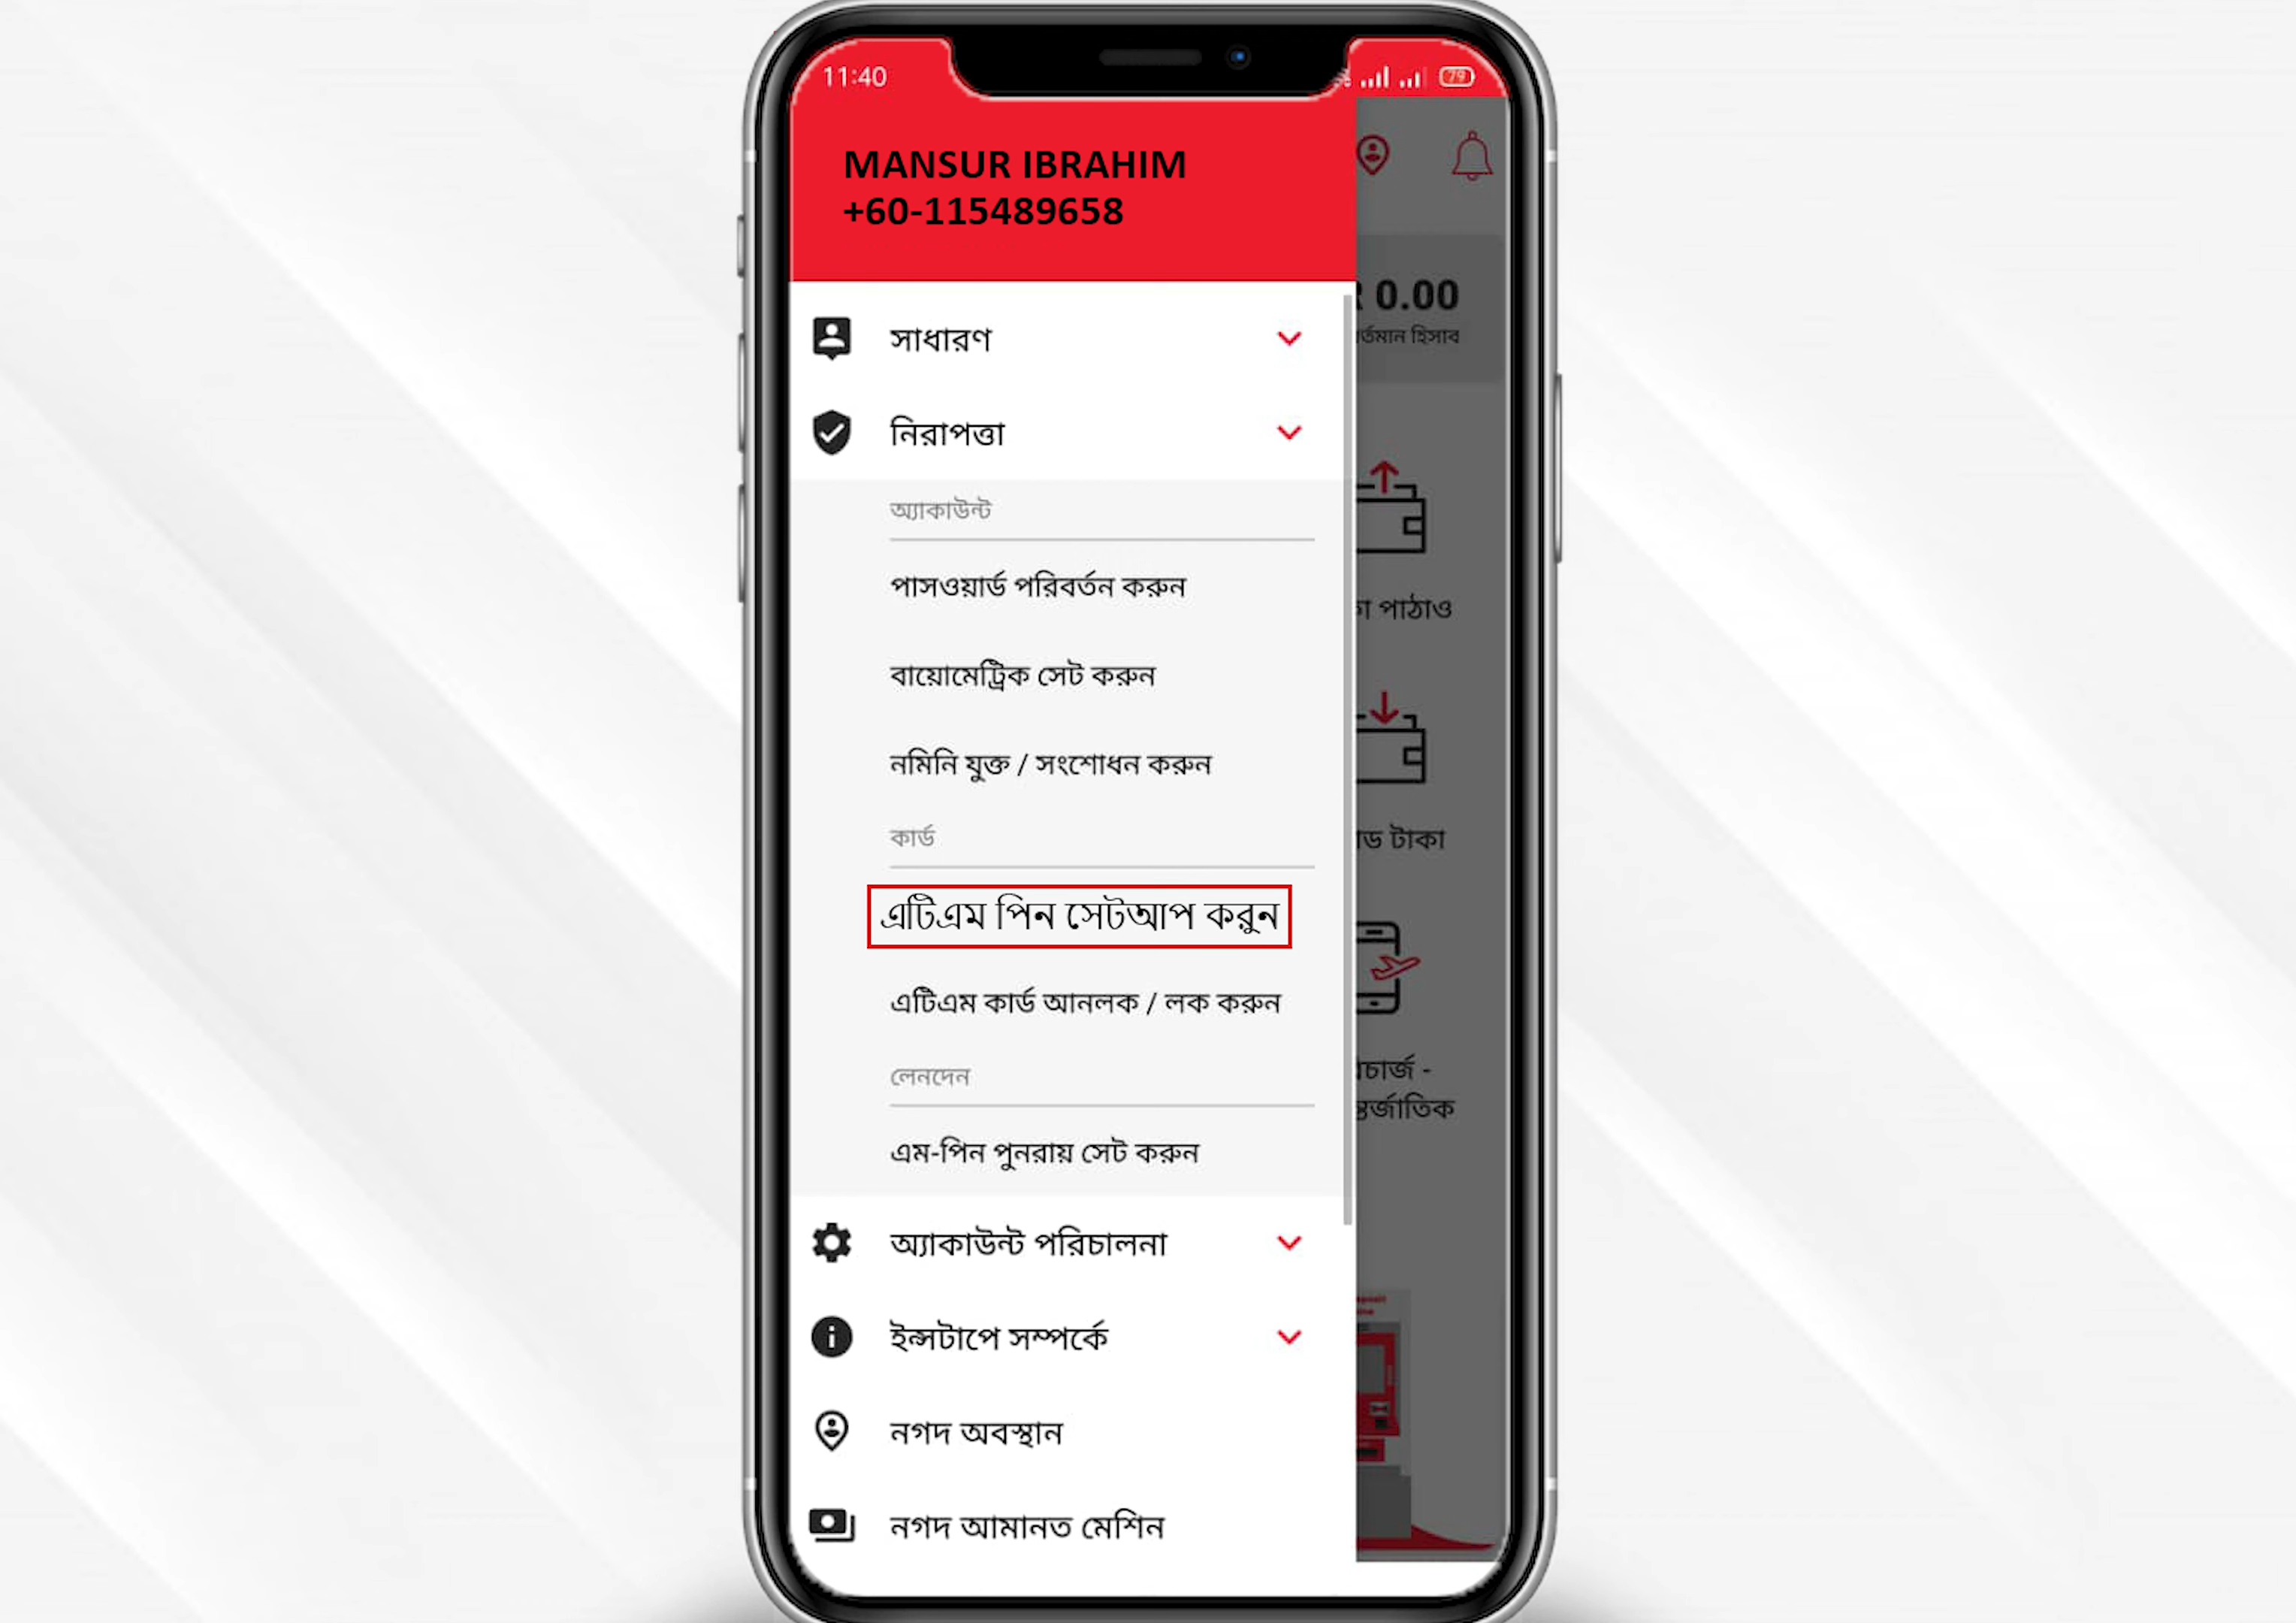 11:40
79
MANSUR IBRAHIM
+60-115489658
0.00
হিসাব
সাধারণ
নিরাপত্তা
অ্যাকাউন্ট
পাসওয়ার্ড পরিবর্তন করুন
পাঠাও
বায়োমেট্রিক সেট করুন
নমিনি যুক্ত / সংশোধন করুন
কার্ড
টাকা
এটিএম পিন সেটআপ করুন
এটিএম কার্ড আনলক / লক করুন
লেনদেন
এম-পিন পুনরায় সেট করুন
অ্যাকাউন্ট পরিচালনা
ইন্সটাপে সম্পর্কে
নগদ অবস্থান
নগদ আমানত মেশিন